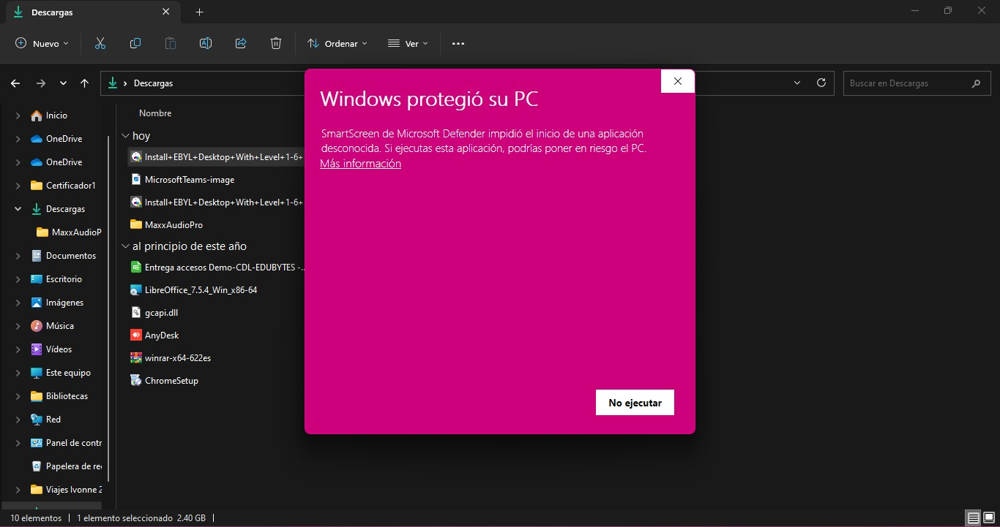 Descargas
Nuevo
Ordenar
Ver
Descargas
Buscar en Descargas
Inicio
OneDrive
OneDrive
Certificador1
Descargas
MaxxAudioP
Documentos
Escritorio
Imágenes
Música
Vídeos
Este equipo
Bibliotecas
Red
Panel de contr
Papelera de re
Viajes Ivonne 2
Nombre
hoy
Install+EBYL+Desktop+With+Level+1-6+
MicrosoftTeams-image
Install+EBYL+Desktop+With+Level+1-6+
MaxxAudioPro
al principio de este año
Entrega accesos Demo-CDL-EDUBYTES -...
LibreOffice_7.5.4_Win_x86-64
gcapi.dll
AnyDesk
winrar-x64-622es
ChromeSetup
Windows protegió su PC
SmartScreen de Microsoft Defender impidió el inicio de una aplicación
desconocida. Si ejecutas esta aplicación, podrías poner en riesgo el PC.
Más información
No ejecutar
10 elementos
1 elemento seleccionado 2.40 GB